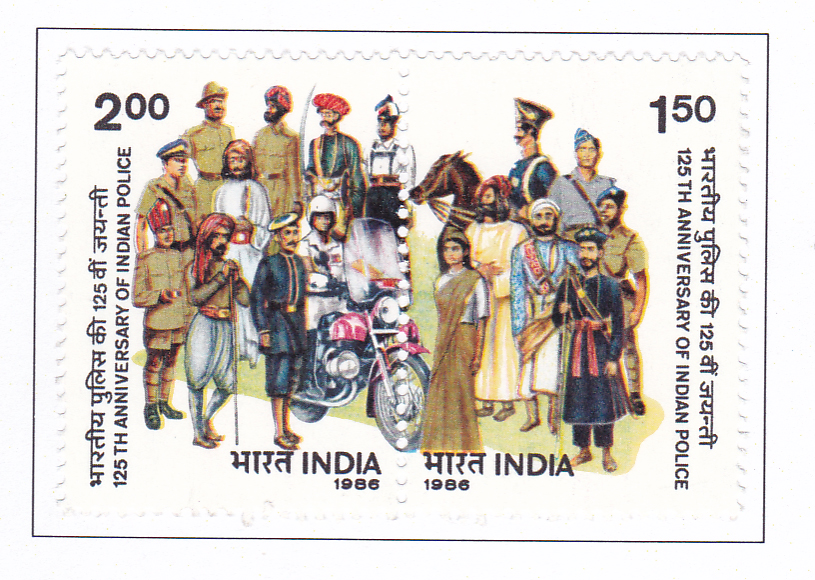 2.00
भारतीय पुलिस की 125 वीं जयन्ती
125 TH ANNIVERSARY OF INDIAN POLICE
भारत INDIA
1986
1.50
भारतीय पुलिस की 125 वीं जयन्ती
125 TH ANNIVERSARY OF INDIAN POLICE
भारत INDIA
1986